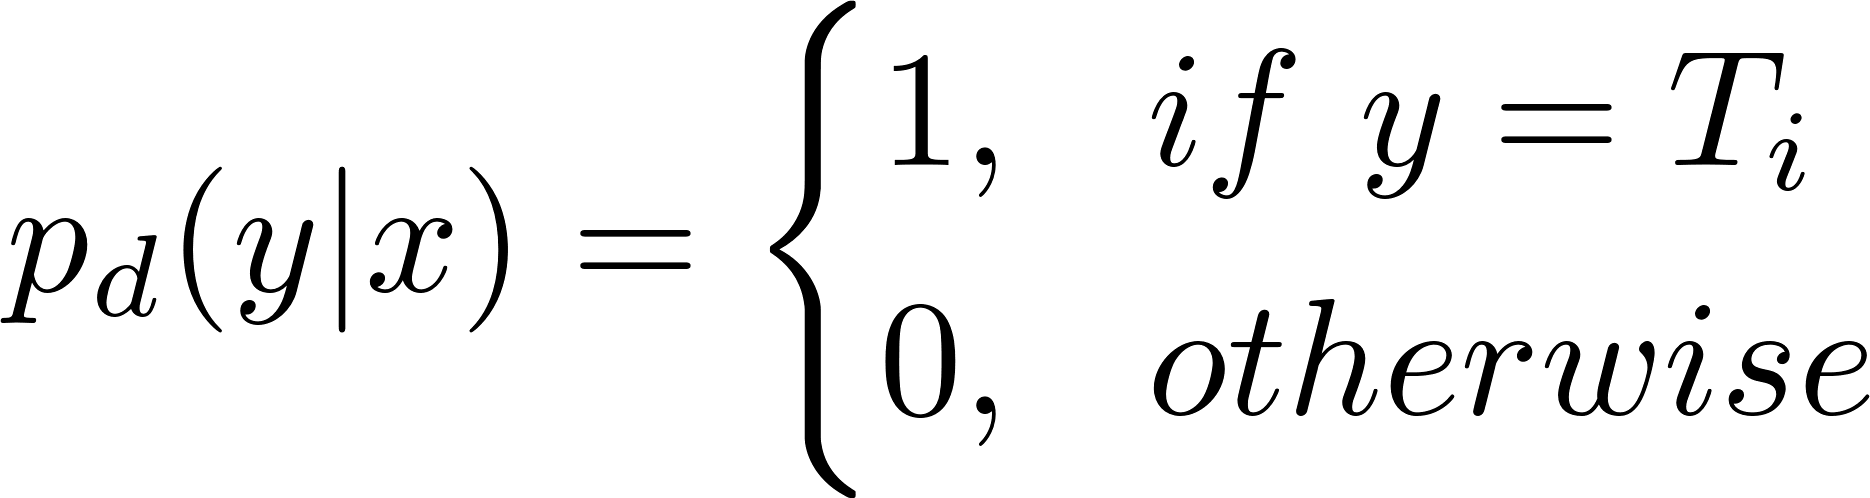 p_d(y|x) = { 1, if y = T_i
0, otherwise